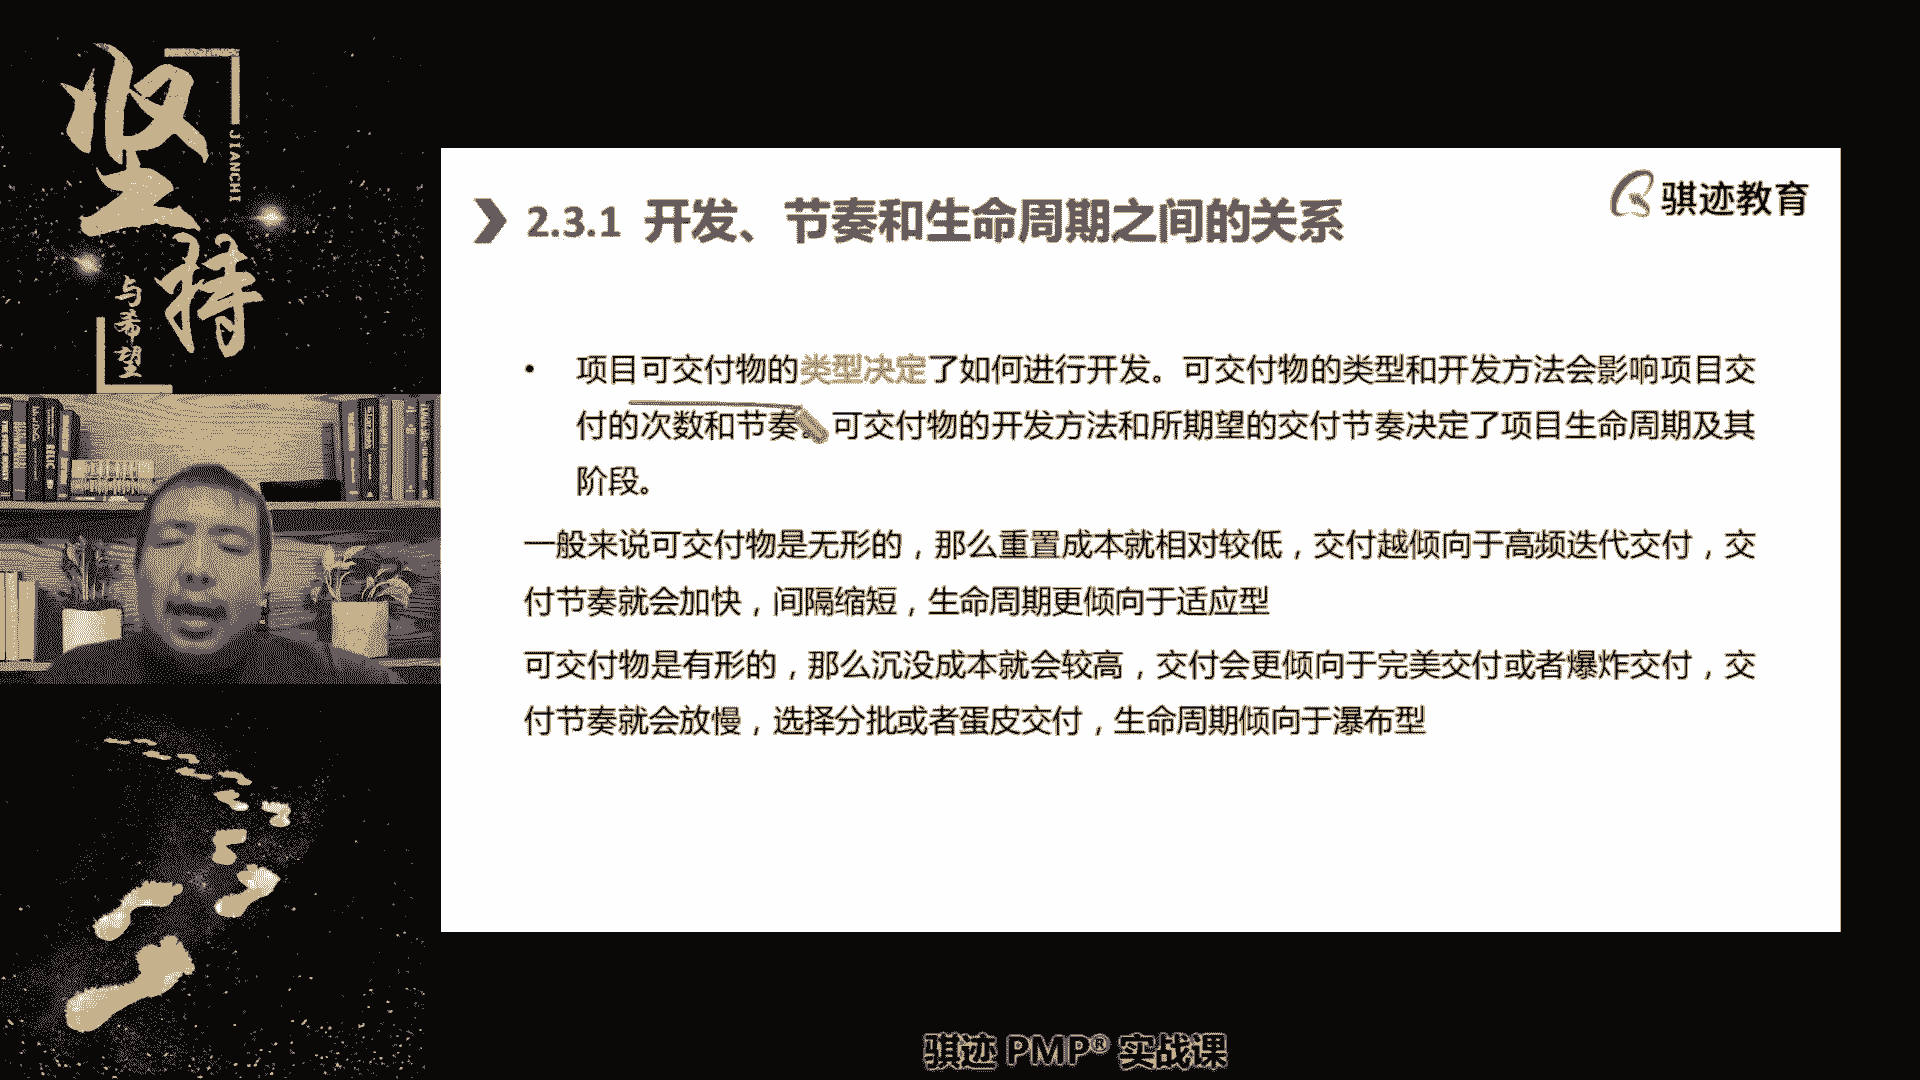 坚持
JIANCHI
与希望
骐迹教育
2.3.1 开发、节奏和生命周期之间的关系
• 项目可交付物的类型决定了如何进行开发。可交付物的类型和开发方法会影响项目交
付的次数和节奏。可交付物的开发方法和所期望的交付节奏决定了项目生命周期及其
阶段。
一般来说可交付物是无形的，那么重置成本就相对较低，交付越倾向于高频迭代交付，交
付节奏就会加快，间隔缩短，生命周期更倾向于适应型
可交付物是有形的，那么沉没成本就会较高，交付会更倾向于完美交付或者爆炸交付，交
付节奏就会放慢，选择分批或者蛋皮交付，生命周期倾向于瀑布型
骐迹 PMP® 实战课